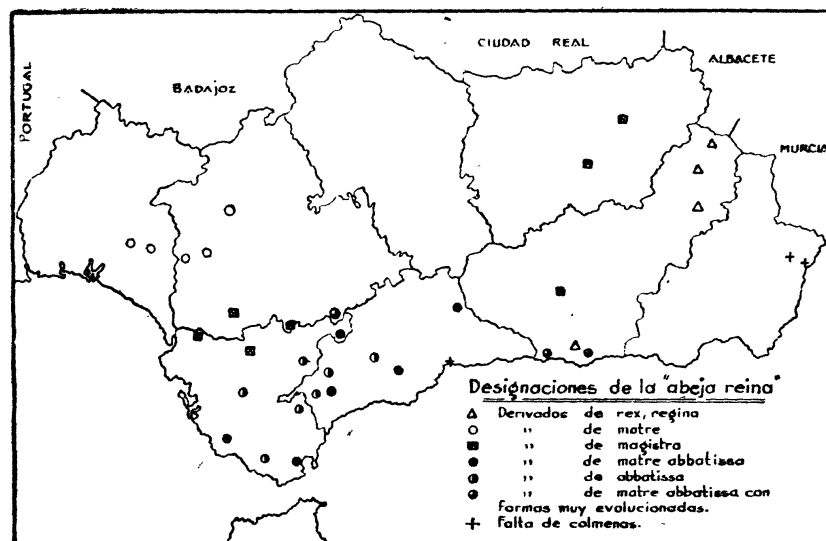 CIUDAD REAL
ALBACETE
BADAJOZ
PORTUGAL
MURCIA
Designaciones de la "abeja reina"
Derivados de rex, regina
" de matre
" de magistra
" de matre abbatissa
" de abbatissa
" de matre abbatissa con
formas muy evolucionadas.
Falta de colmenas.